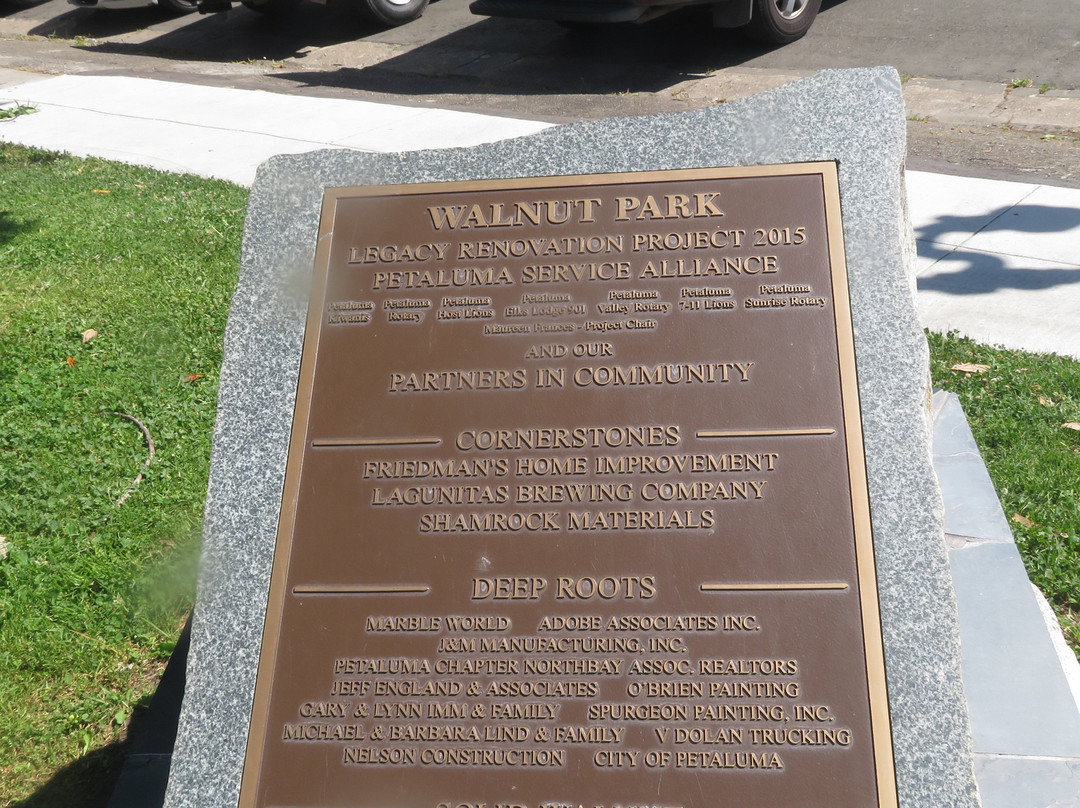 WALNUT PARK
LEGACY RENOVATION PROJECT 2015
PETALUMA SERVICE ALLIANCE
Petaluma Kiwanis Petaluma Rotary Petaluma Host Lions Petaluma Elks Lodge 901 Petaluma Valley Rotary Petaluma 7-11 Lions Petaluma Sunrise Rotary
Maureen Frances - Project Chair
AND OUR
PARTNERS IN COMMUNITY
CORNERSTONES
FRIEDMAN'S HOME IMPROVEMENT
LAGUNITAS BREWING COMPANY
SHAMROCK MATERIALS
DEEP ROOTS
MARBLE WORLD ADOBE ASSOCIATES INC.
J&M MANUFACTURING, INC.
PETALUMA CHAPTER NORTHBAY ASSOC. REALTORS
JEFF ENGLAND & ASSOCIATES O'BRIEN PAINTING
GARY & LYNN IMM & FAMILY SPURGEON PAINTING, INC.
MICHAEL & BARBARA LIND & FAMILY V DOLAN TRUCKING
NELSON CONSTRUCTION CITY OF PETALUMA